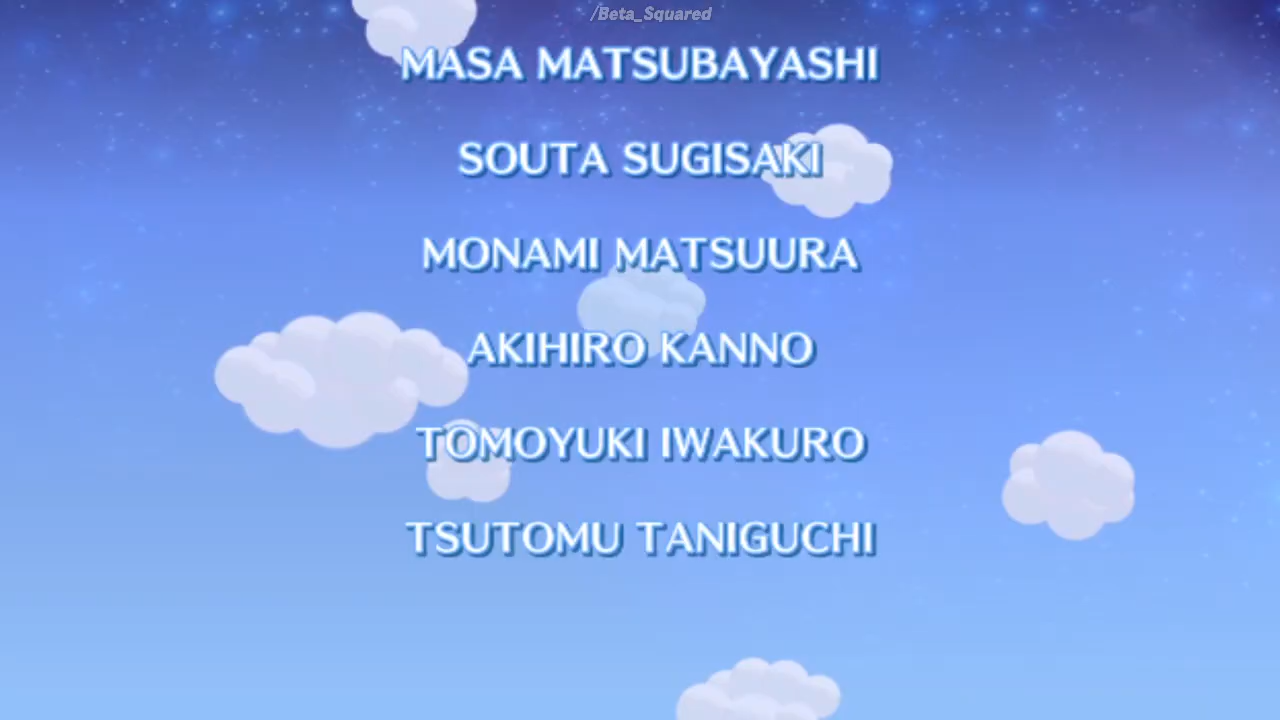 /Beta_Squared
MASA MATSUBAYASHI
SOUTA SUGISAKI
MONAMI MATSUURA
AKIHIRO KANNO
TOMOYUKI IWAKURO
TSUTOMU TANIGUCHI